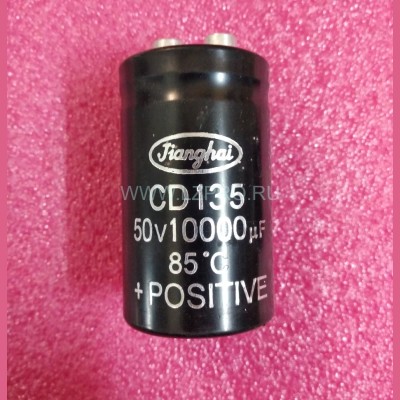 Jianghai
CD135
50V10000µF
85°C
+POSITIVE